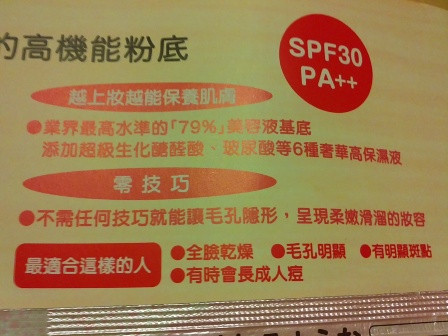 的高機能粉底
SPF30
PA++
越上妝越能保養肌膚
●業界最高水準的「79%」美容液基底
添加超級生化醣醛酸、玻尿酸等6種奢華高保濕液
零技巧
●不需任何技巧就能讓毛孔隱形，呈現柔嫩滑溜的妝容
最適合這樣的人
●全臉乾燥 ●毛孔明顯 ●有明顯斑點
●有時會長成人痘